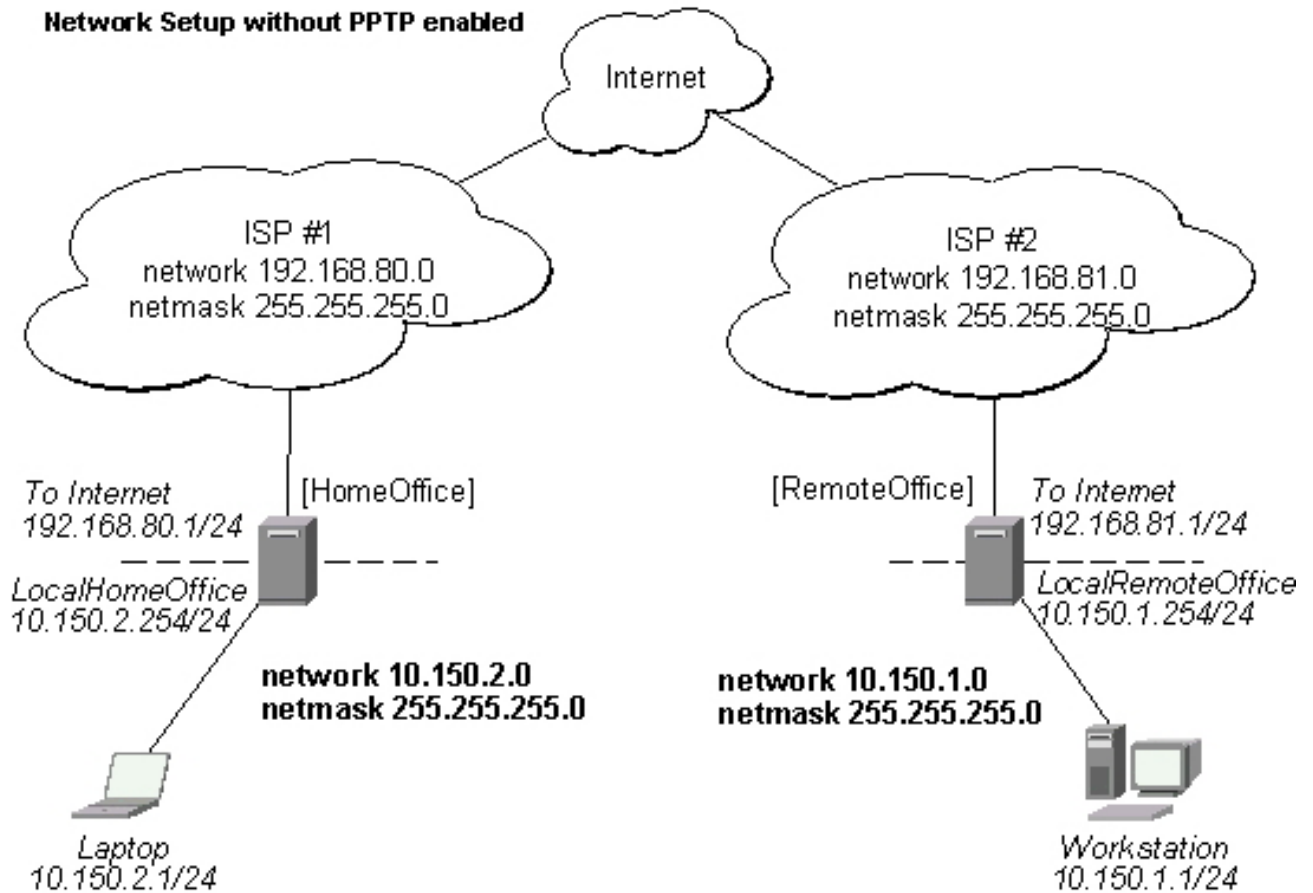 Network Setup without PPTP enabled
Internet
ISP #1
network 192.168.80.0
netmask 255.255.255.0
ISP #2
network 192.168.81.0
netmask 255.255.255.0
To Internet
192.168.80.1/24
[HomeOffice]
[RemoteOffice]
To Internet
192.168.81.1/24
LocalHomeOffice
10.150.2.254/24
LocalRemoteOffice
10.150.1.254/24
network 10.150.2.0
netmask 255.255.255.0
network 10.150.1.0
netmask 255.255.255.0
Laptop
10.150.2.1/24
Workstation
10.150.1.1/24